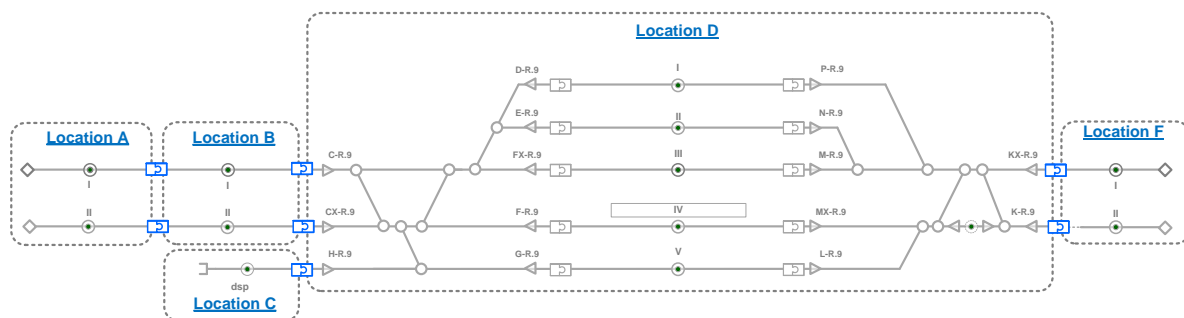 Location D
D-R.9
I
P-R.9
E-R.9
II
N-R.9
Location A
Location B
Location F
C-R.9
FX-R.9
III
M-R.9
KX-R.9
I
I
I
II
II
CX-R.9
F-R.9
IV
MX-R.9
K-R.9
II
H-R.9
G-R.9
V
L-R.9
dsp
Location C